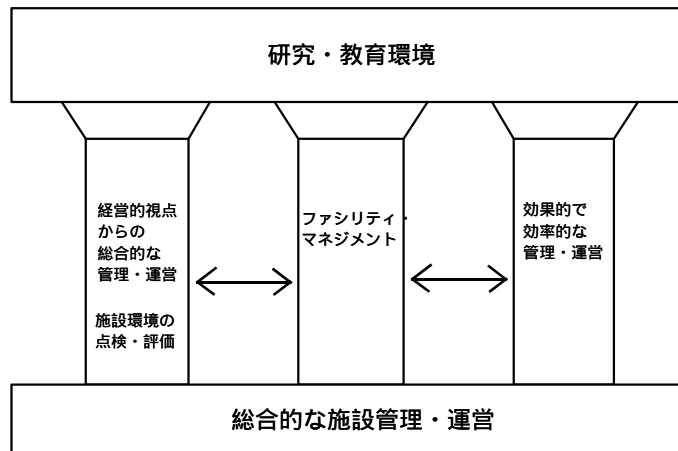 研究・教育環境
経営的視点
からの
総合的な
管理・運営
施設環境の
点検・評価
ファシリティ・
マネジメント
効果的で
効率的な
管理・運営
総合的な施設管理・運営